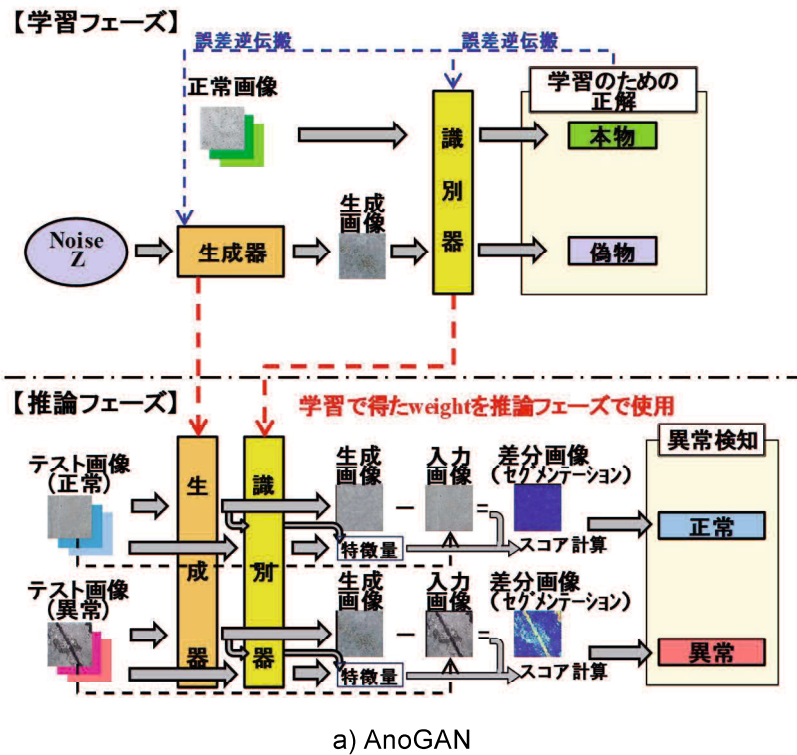 【学習フェーズ】
誤差逆伝搬
誤差逆伝搬
正常画像
学習のための
正解
識別器
本物
生成
画像
Noise
Z
生成器
偽物
【推論フェーズ】
学習で得たweightを推論フェーズで使用
テスト画像
(正常)
生成器
識別器
生成
画像
入力
画像
差分画像
(セグメンテーション)
異常検知
－
＝
特徴量
スコア計算
正常
テスト画像
(異常)
生成
画像
入力
画像
差分画像
(セグメンテーション)
－
＝
特徴量
スコア計算
異常
a) AnoGAN